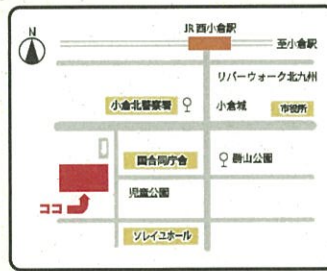 N
JR 西小倉駅
至小倉駅
リバーウォーク北九州
小倉北警察署
小倉城
市役所
国合同庁舎
勝山公園
児童公園
ココ
ソレイユホール